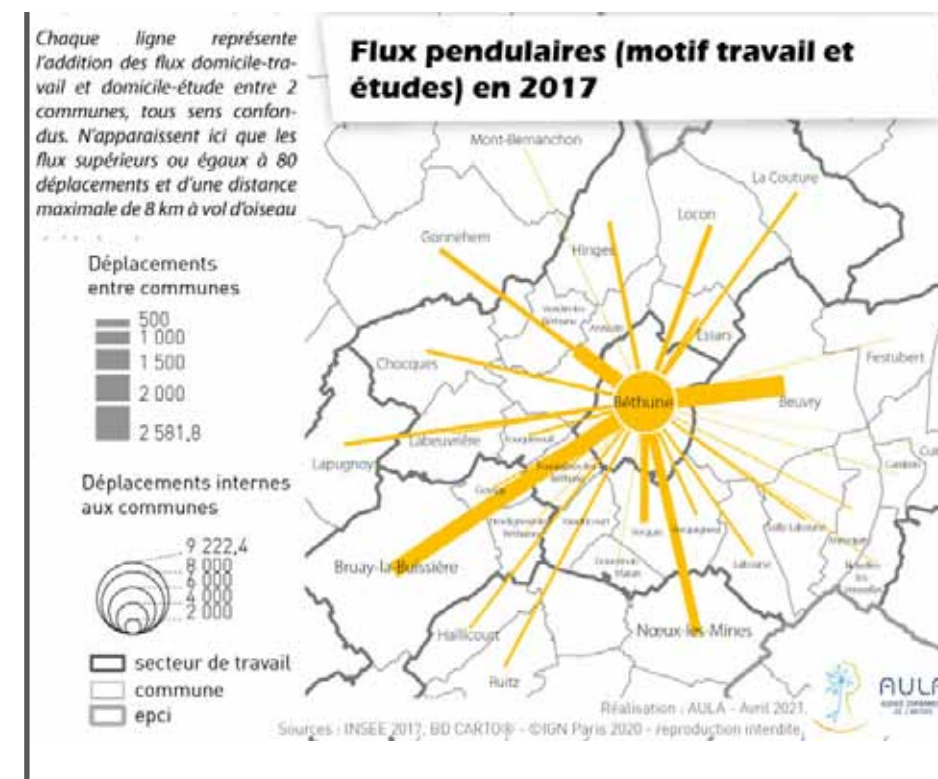 Chaque ligne représente
l'addition des flux domicile-tra-
vail et domicile-étude entre 2
communes, tous sens confon-
dus. N'apparaissent ici que les
flux supérieurs ou égaux à 80
déplacements et d'une distance
maximale de 8 km à vol d'oiseau
Flux pendulaires (motif travail et
études) en 2017
Déplacements
entre communes
500
1 000
1 500
2 000
2 581,8
Déplacements internes
aux communes
9 222,4
8 000
6 000
4 000
2 000
secteur de travail
commune
epci
Mont-Bernanchon
La Couture
Locon
Gonnehem
Hinges
Annezin
Essars
Chocques
Festubert
Béthune
Beuvry
Labeuvrière
Lapugnoy
Gosnay
Bruay-la-Buissière
Labourse
Hallicourt
Nœux-les-Mines
Ruitz
Réalisation : AULA - Avril 2021,
Sources : INSEE 2017, BD CARTO® - ©IGN Paris 2020 - reproduction interdite,
AULA